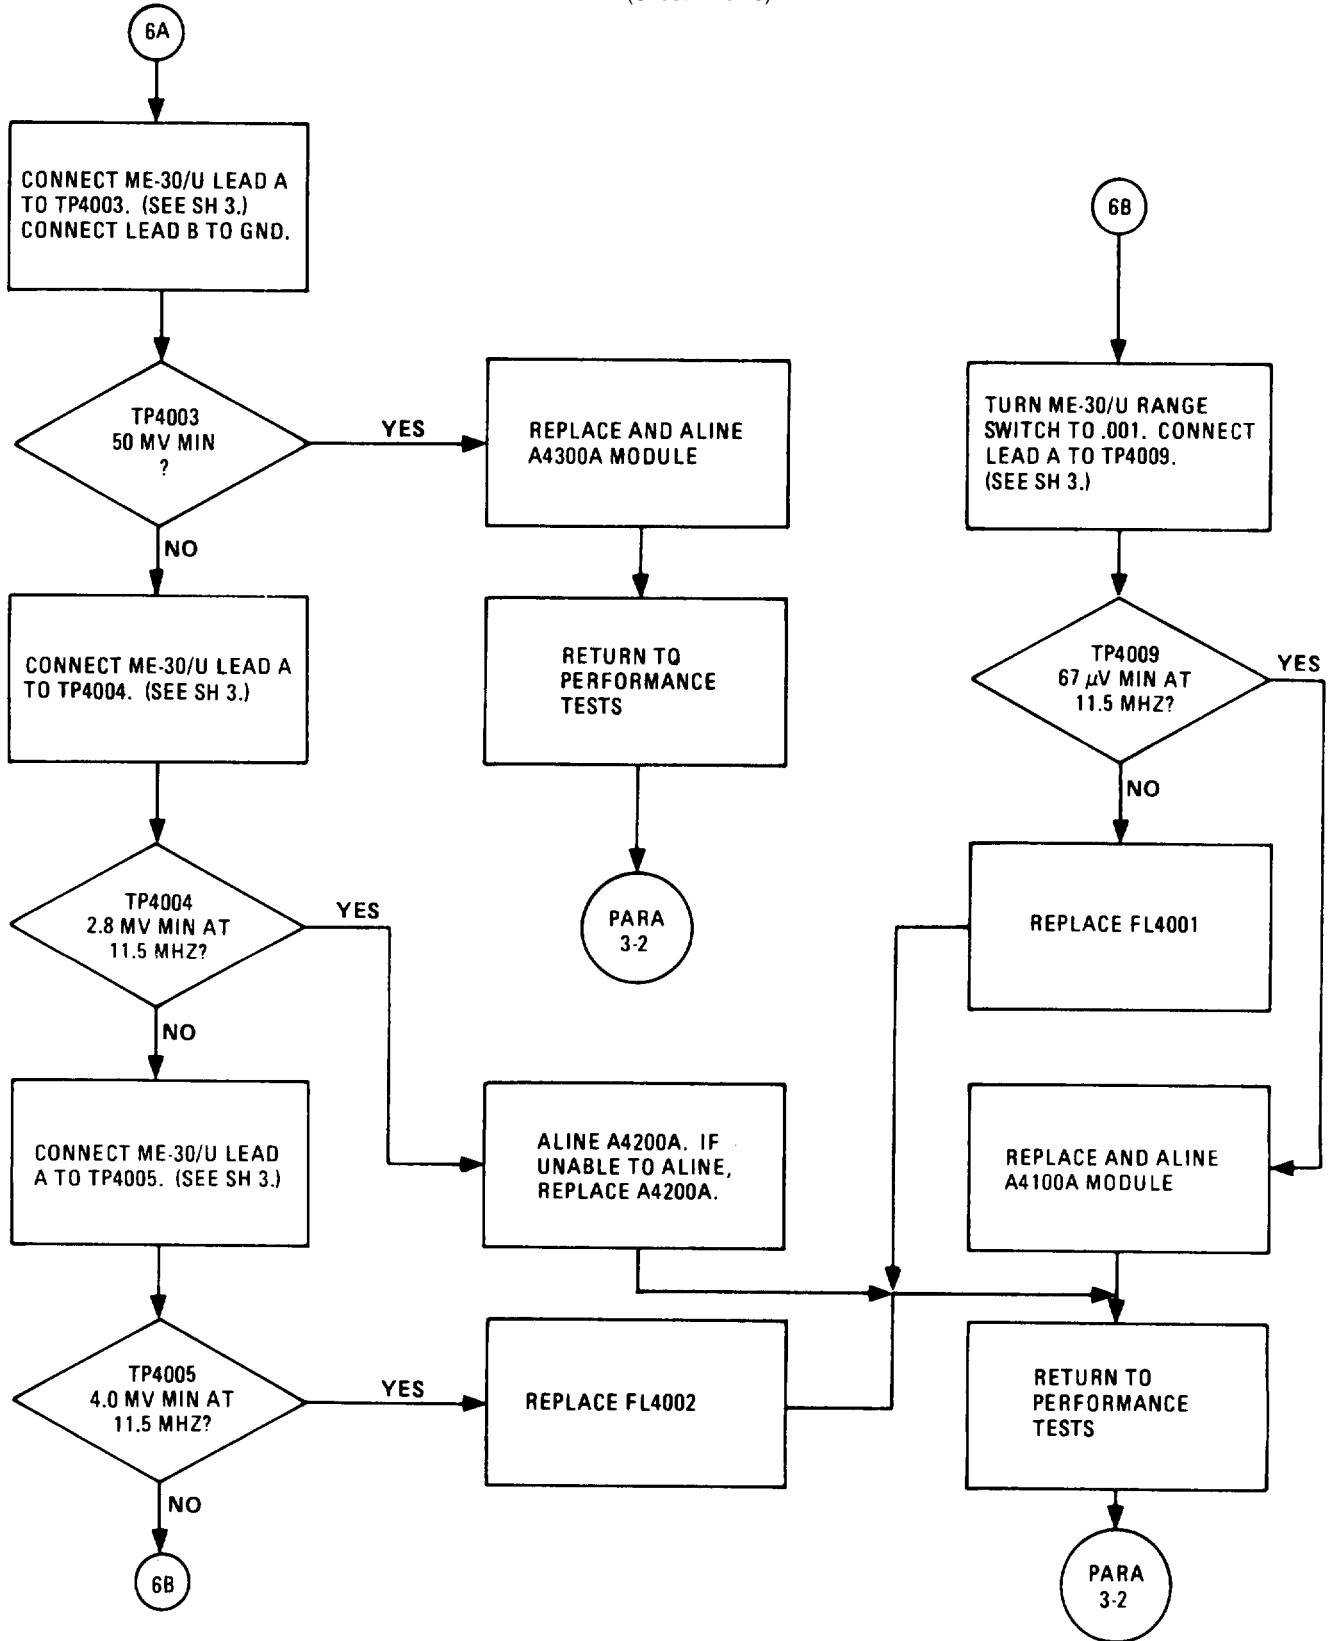 6A
CONNECT ME-30/U LEAD A
TO TP4003. (SEE SH 3.)
CONNECT LEAD B TO GND.
TP4003
50 MV MIN
?
YES
REPLACE AND ALINE
A4300A MODULE
RETURN TO
PERFORMANCE
TESTS
PARA
3-2
NO
CONNECT ME-30/U LEAD A
TO TP4004. (SEE SH 3.)
TP4004
2.8 MV MIN AT
11.5 MHZ?
YES
ALINE A4200A. IF
UNABLE TO ALINE,
REPLACE A4200A.
NO
CONNECT ME-30/U LEAD
A TO TP4005. (SEE SH 3.)
TP4005
4.0 MV MIN AT
11.5 MHZ?
YES
REPLACE FL4002
NO
6B
6B
TURN ME-30/U RANGE
SWITCH TO .001. CONNECT
LEAD A TO TP4009.
(SEE SH 3.)
TP4009
67 µV MIN AT
11.5 MHZ?
YES
NO
REPLACE FL4001
REPLACE AND ALINE
A4100A MODULE
RETURN TO
PERFORMANCE
TESTS
PARA
3-2